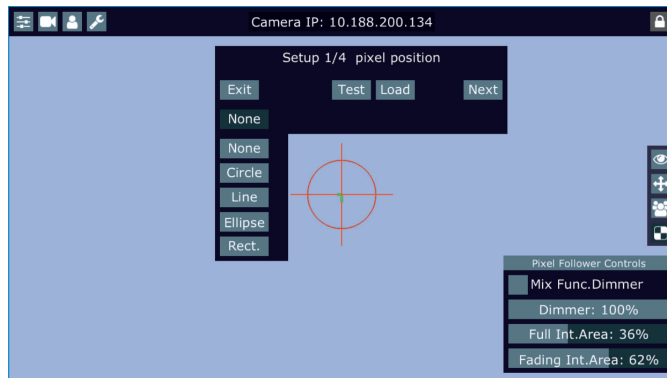 Camera IP: 10.188.200.134
Setup 1/4 pixel position
Exit Test Load Next
None
None
Circle
Line
Ellipse
Rect.
Pixel Follower Controls
Mix Func.Dimmer
Dimmer: 100%
Full Int.Area: 36%
Fading Int.Area: 62%